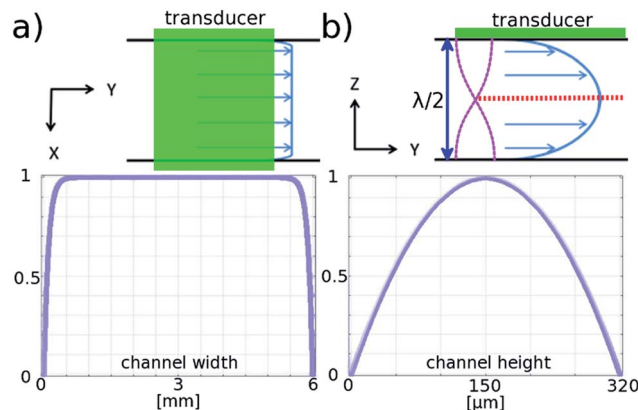 a)
transducer
Y
X
1
0.5
0
channel width
0
3
6
[mm]
b)
transducer
λ/2
Z
Y
1
0.5
0
channel height
0
150
320
[µm]